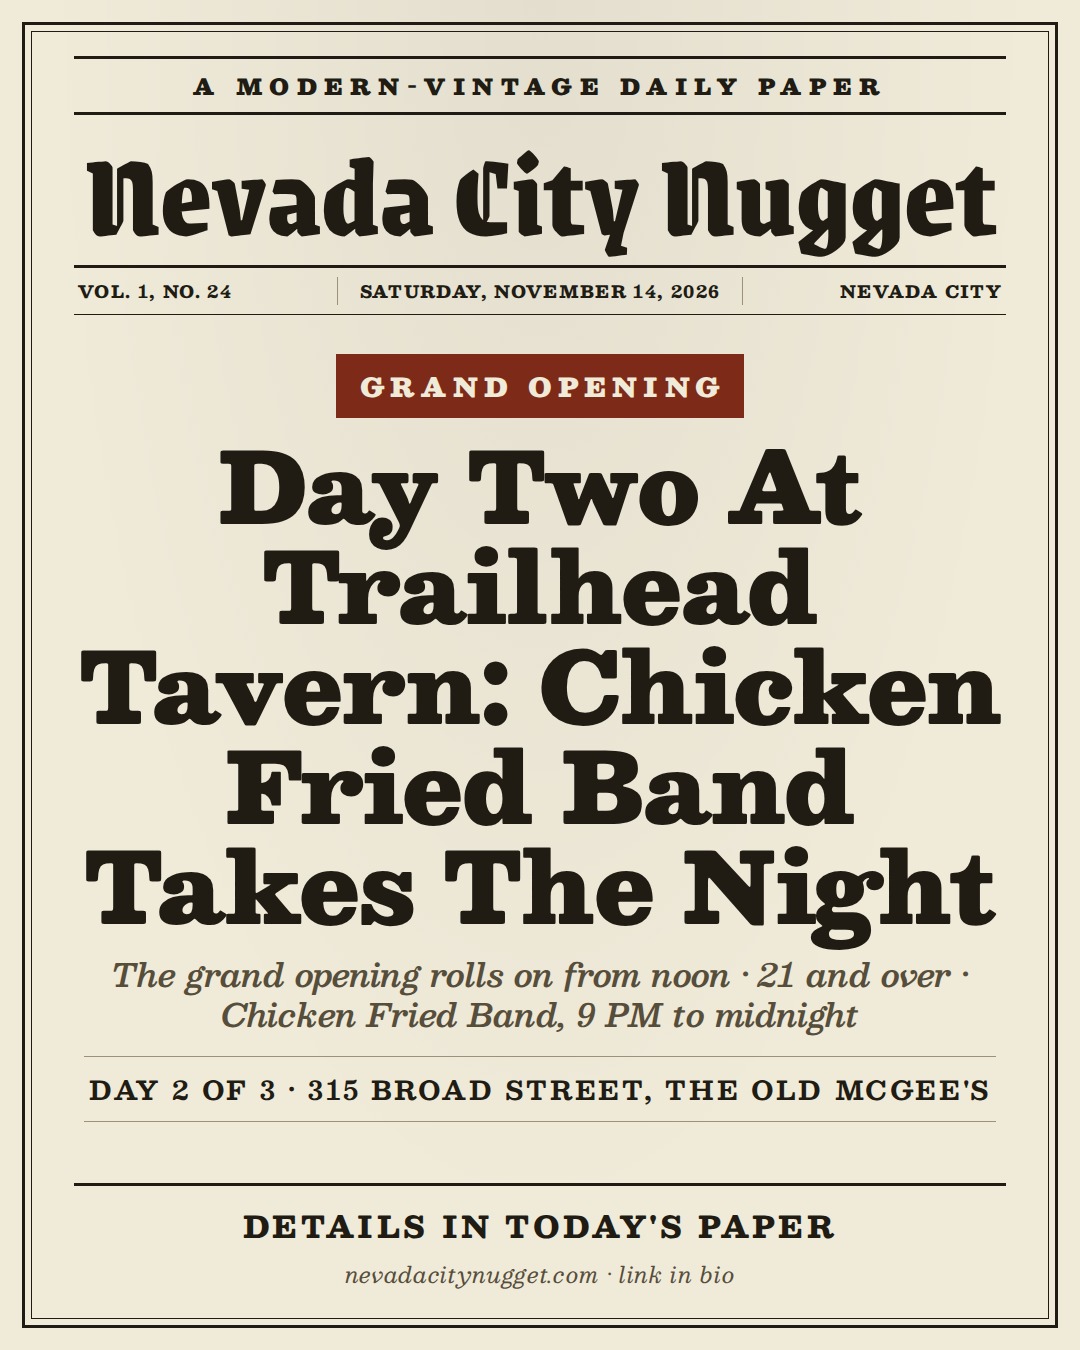 A MODERN-VINTAGE DAILY PAPER
Nevada City Nugget
VOL. 1, NO. 24
SATURDAY, NOVEMBER 14, 2026
NEVADA CITY
GRAND OPENING
Day Two At
Trailhead
Tavern: Chicken
Fried Band
Takes The Night
The grand opening rolls on from noon · 21 and over ·
Chicken Fried Band, 9 PM to midnight
DAY 2 OF 3 · 315 BROAD STREET, THE OLD MCGEE'S
DETAILS IN TODAY'S PAPER
nevadacitynugget.com · link in bio